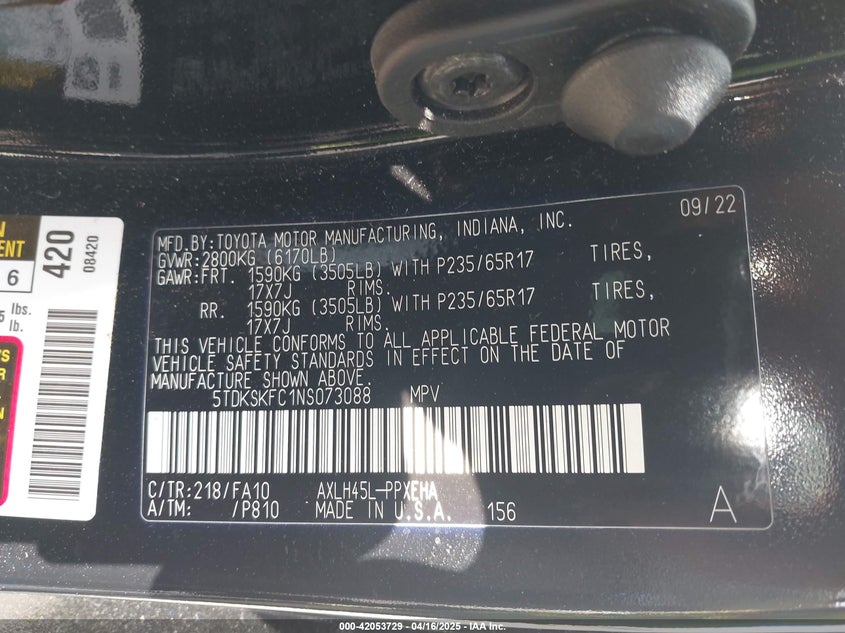 09/22
MFD.BY:TOYOTA MOTOR MANUFACTURING, INDIANA, INC.
GVWR:2800KG (6170LB)
GAWR:FRT. 1590KG (3505LB) WITH P235/65R17 TIRES,
17X7J RIMS.
RR. 1590KG (3505LB) WITH P235/65R17 TIRES,
17X7J RIMS.
THIS VEHICLE CONFORMS TO ALL APPLICABLE FEDERAL MOTOR
VEHICLE SAFETY STANDARDS IN EFFECT ON THE DATE OF
MANUFACTURE SHOWN ABOVE.
5TDKSKFC1NS073088 MPV
C/TR:218/FA10 AXLH45L-PPXEHA
A/TM: /P810 MADE IN U.S.A. 156
A
420
08420
6
lbs.
lb.
000-42053729 - 04/16/2025 - IAA Inc.